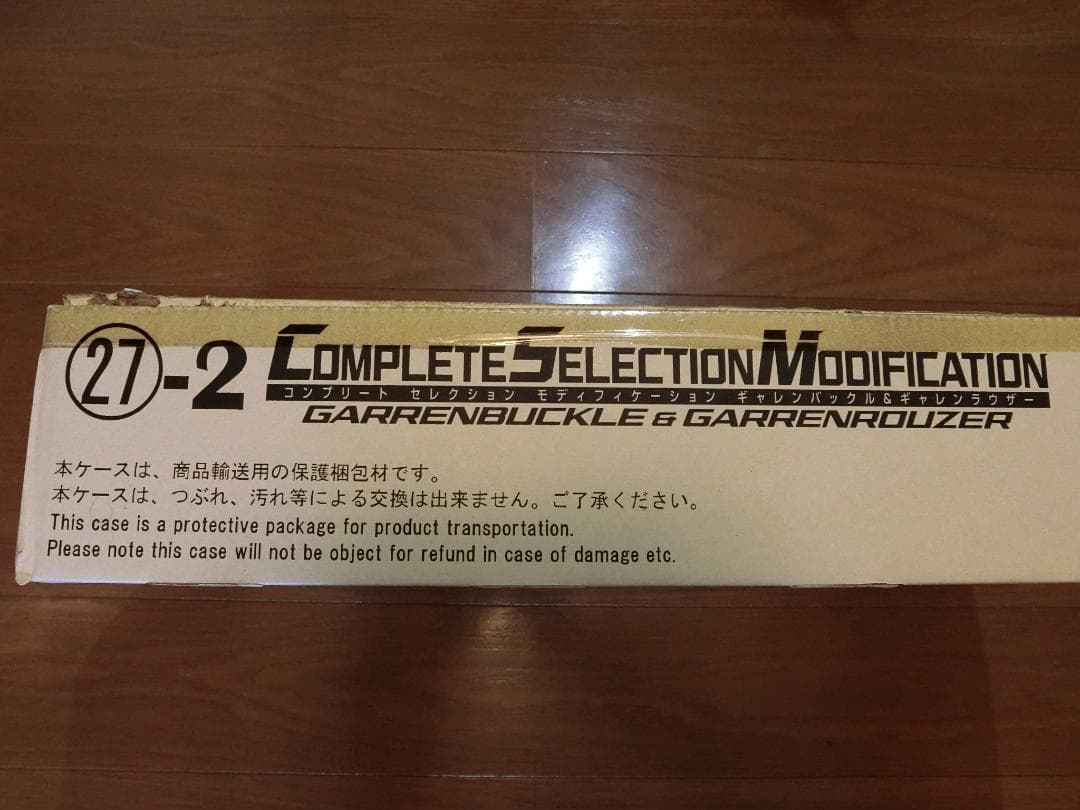 ㉗-2 COMPLETE SELECTION MODIFICATION
コンプリート セレクション モディフィケーション ギャレンバックル&ギャレンラウザー
GARRENBUCKLE & GARRENROUZER
本ケースは、商品輸送用の保護梱包材です。
本ケースは、つぶれ、汚れ等による交換は出来ません。ご了承ください。
This case is a protective package for product transportation.
Please note this case will not be object for refund in case of damage etc.